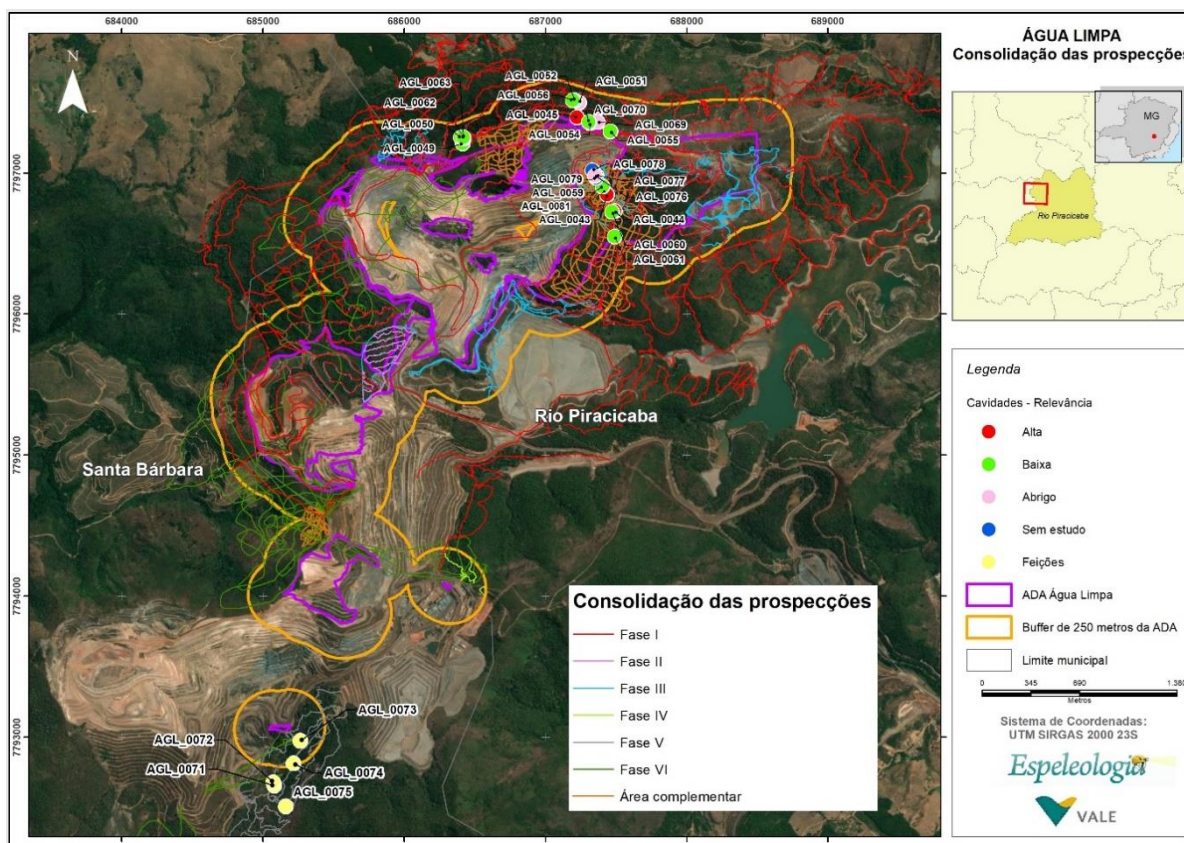 684000
685000
686000
687000
688000
689000
ÁGUA LIMPA
Consolidação das prospecções
N
AGL_0063
AGL_0052
AGL_0051
AGL_0062
AGL_0056
AGL_0070
AGL_0050
AGL_0045
AGL_0069
AGL_0049
AGL_0054
AGL_0055
AGL_0078
AGL_0079
AGL_0077
AGL_0059
AGL_0076
AGL_0081
AGL_0043
AGL_0044
AGL_0060
AGL_0061
7797000
7796000
7795000
7794000
7793000
Rio Piracicaba
Santa Bárbara
AGL_0073
AGL_0072
AGL_0074
AGL_0071
AGL_0075
Consolidação das prospecções
Fase I
Fase II
Fase III
Fase IV
Fase V
Fase VI
Área complementar
MG
Rio Piracicaba
Legenda
Cavidades - Relevância
Alta
Baixa
Abrigo
Sem estudo
Feições
ADA Água Limpa
Buffer de 250 metros da ADA
Limite municipal
0 345 690 1.380
Metros
Sistema de Coordenadas:
UTM SIRGAS 2000 23S
Espeleologia
VALE